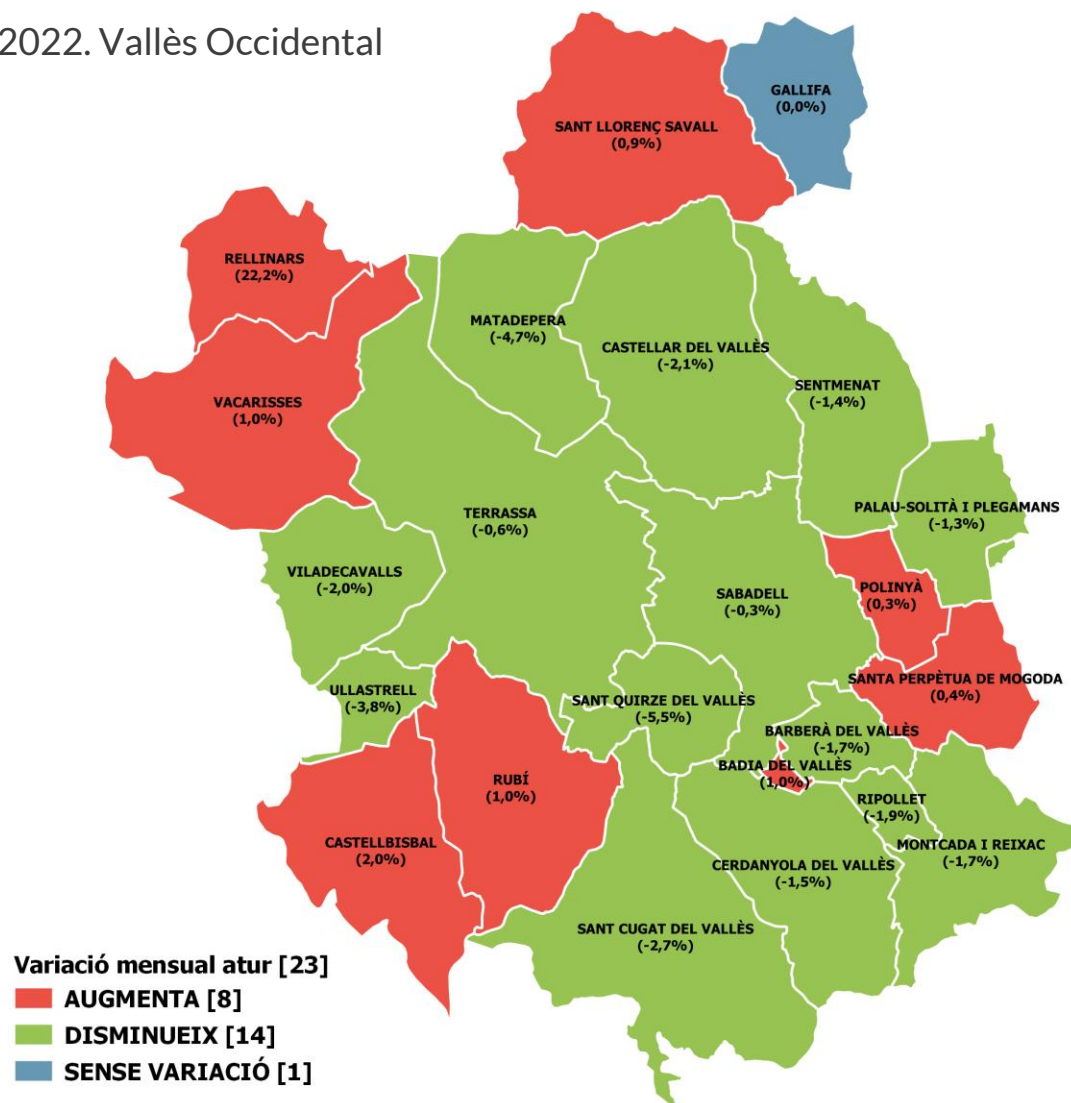 2022. Vallès Occidental
GALLIFA
(0,0%)
SANT LLORENÇ SAVALL
(0,9%)
RELLINARS
(22,2%)
MATADEPERA
(-4,7%)
CASTELLAR DEL VALLÈS
(-2,1%)
SENTMENAT
(-1,4%)
VACARISSES
(1,0%)
TERRASSA
(-0,6%)
PALAU-SOLITÀ I PLEGAMANS
(-1,3%)
VILADECAVALLS
(-2,0%)
SABADELL
(-0,3%)
POLINYÀ
(0,3%)
ULLASTRELL
(-3,8%)
SANT QUIRZE DEL VALLÈS
(-5,5%)
SANTA PERPÈTUA DE MOGODA
(0,4%)
BARBERÀ DEL VALLÈS
(-1,7%)
BADIA DEL VALLÈS
(1,0%)
RUBÍ
(1,0%)
RIPOLLET
(-1,9%)
CASTELLBISBAL
(2,0%)
MONTCADA I REIXAC
(-1,7%)
CERDANYOLA DEL VALLÈS
(-1,5%)
SANT CUGAT DEL VALLÈS
(-2,7%)
Variació mensual atur [23]
AUGMENTA [8]
DISMINUEIX [14]
SENSE VARIACIÓ [1]